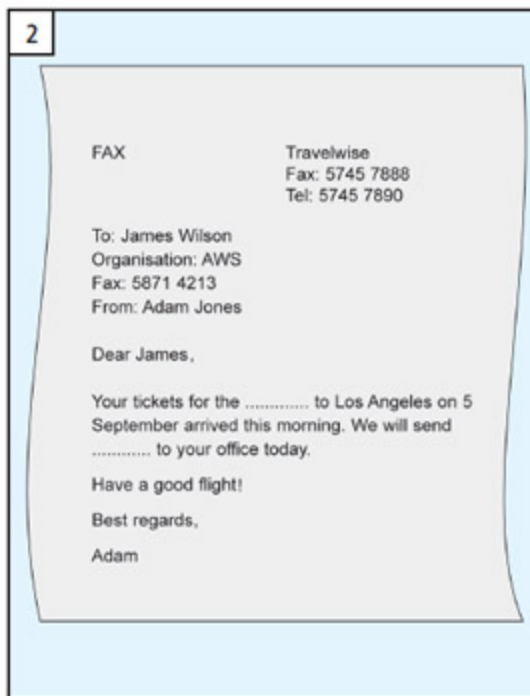 2
FAX
Travelwise
Fax: 5745 7888
Tel: 5745 7890
To: James Wilson
Organisation: AWS
Fax: 5871 4213
From: Adam Jones
Dear James,
Your tickets for the ............. to Los Angeles on 5
September arrived this morning. We will send
............ to your office today.
Have a good flight!
Best regards,
Adam